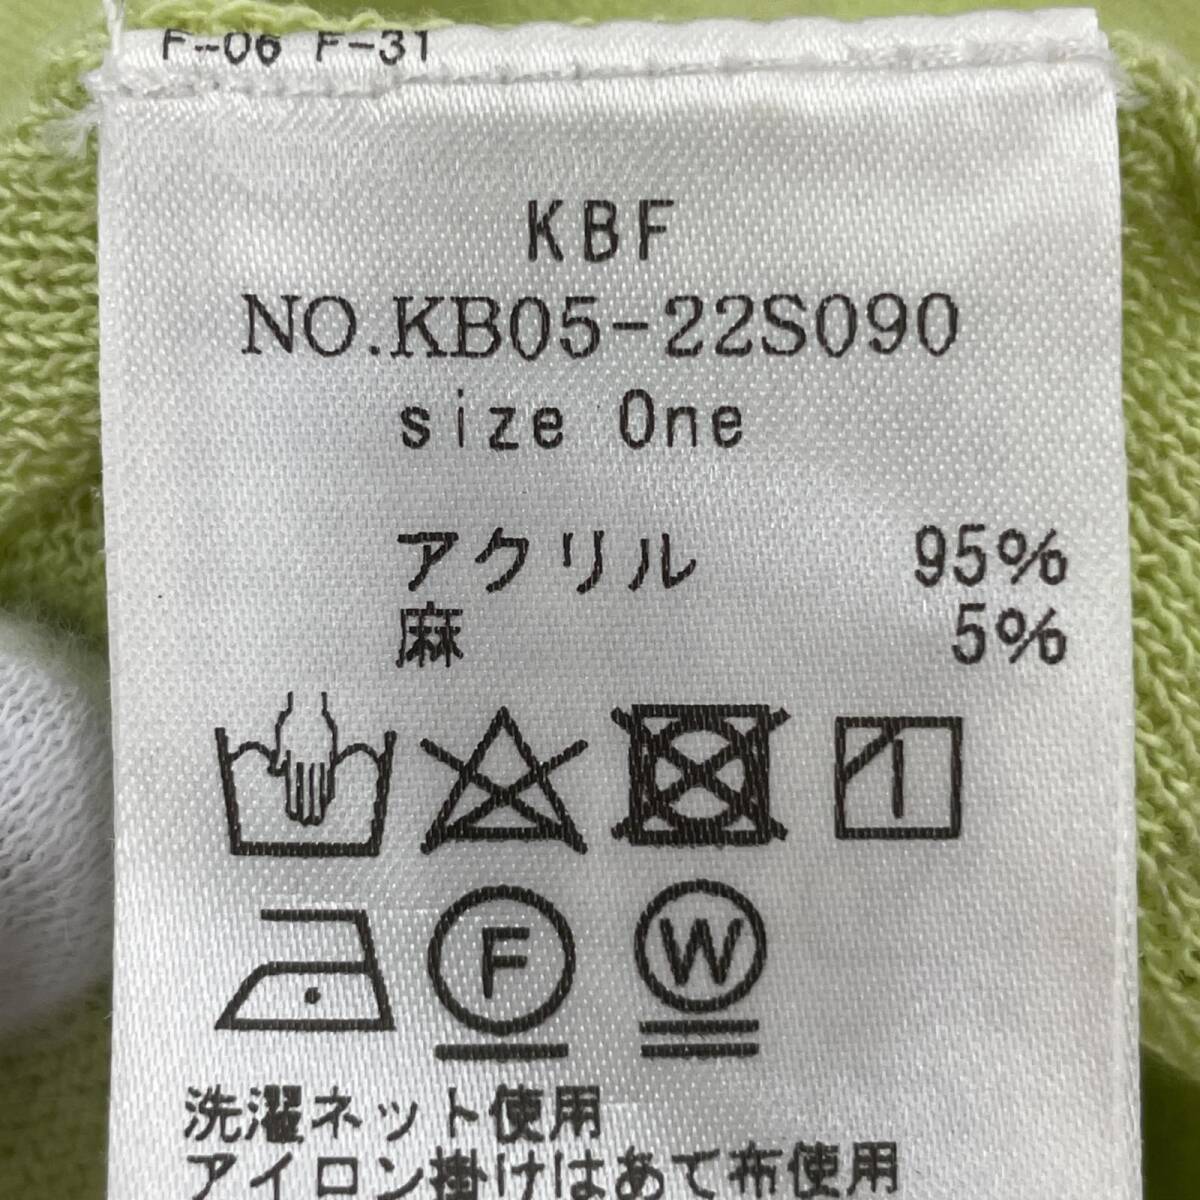 F-06 F-31
KBF
NO.KB05-22S090
size One
アクリル 95%
麻 5%
F W
洗濯ネット使用
アイロン掛けはあて布使用